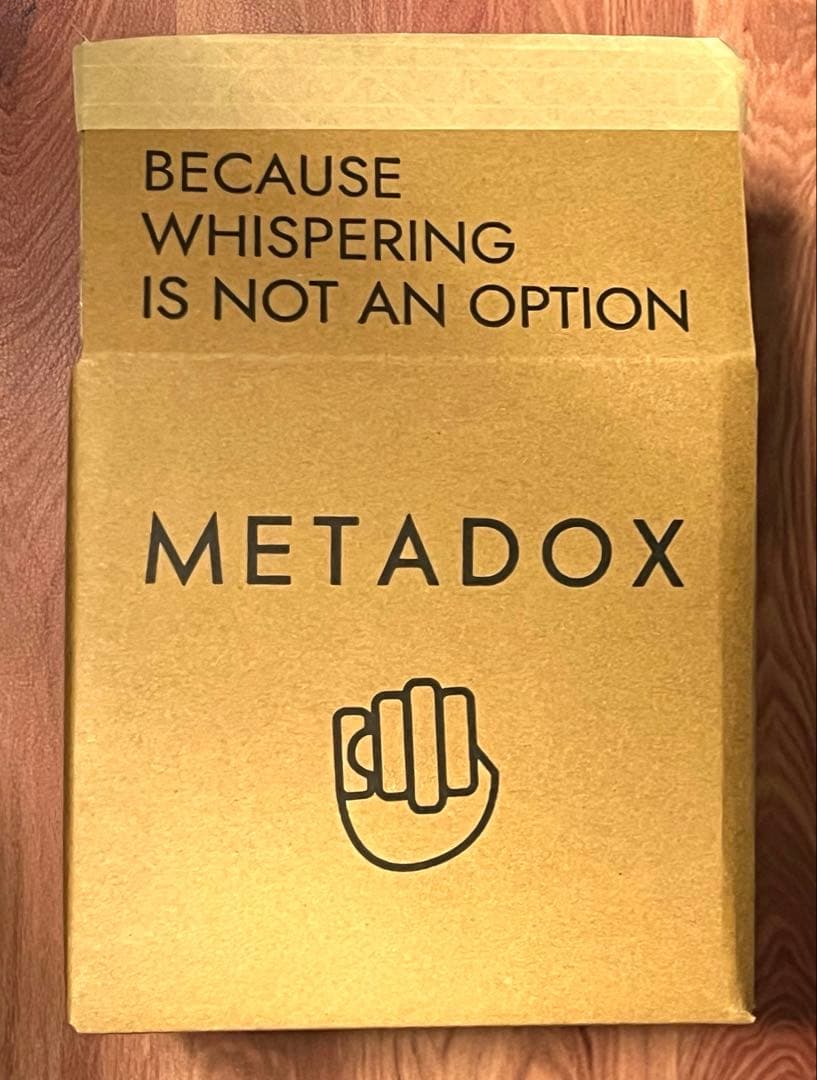 BECAUSE
WHISPERING
IS NOT AN OPTION
METADOX